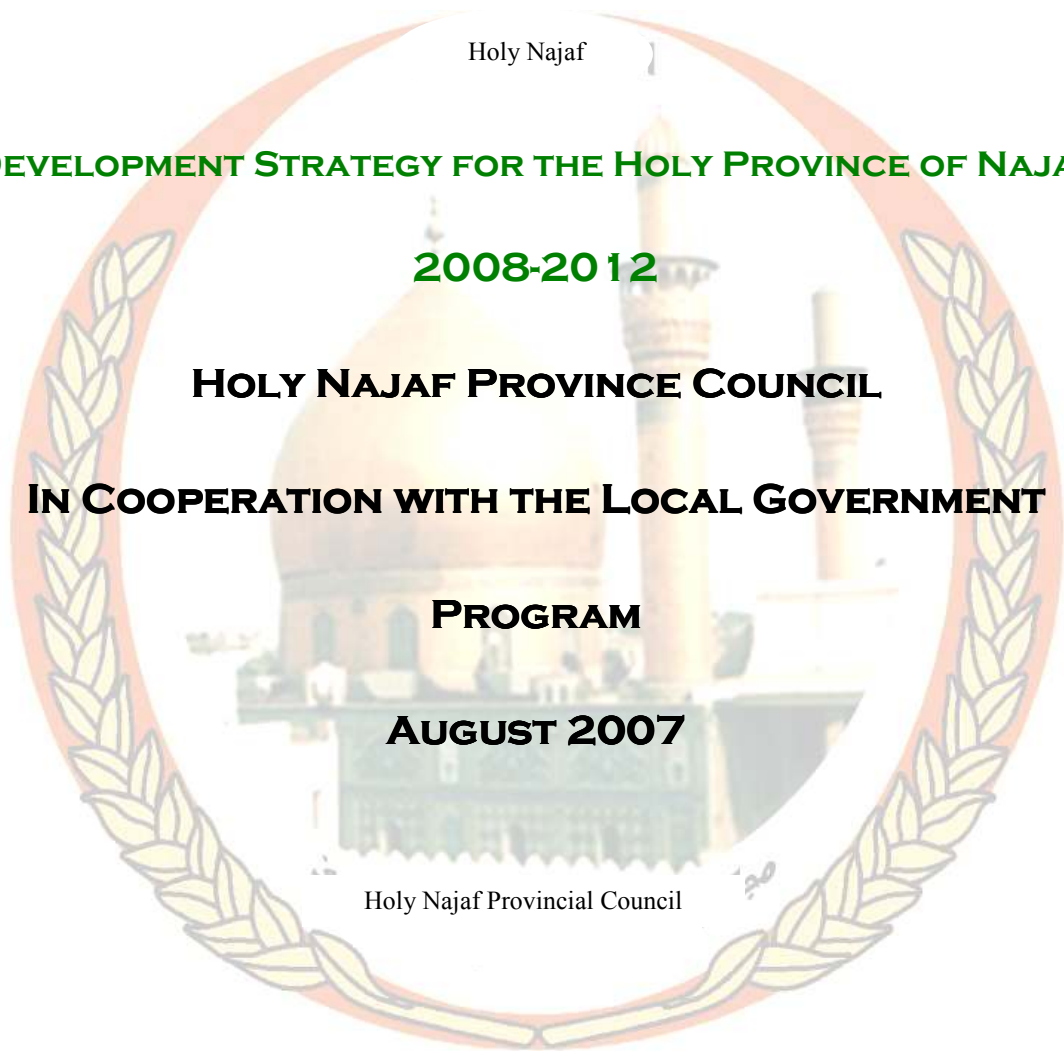 Holy Najaf
DEVELOPMENT STRATEGY FOR THE HOLY PROVINCE OF NAJA
2008-2012
HOLY NAJAF PROVINCE COUNCIL
IN COOPERATION WITH THE LOCAL GOVERNMENT
PROGRAM
AUGUST 2007
Holy Najaf Provincial Council